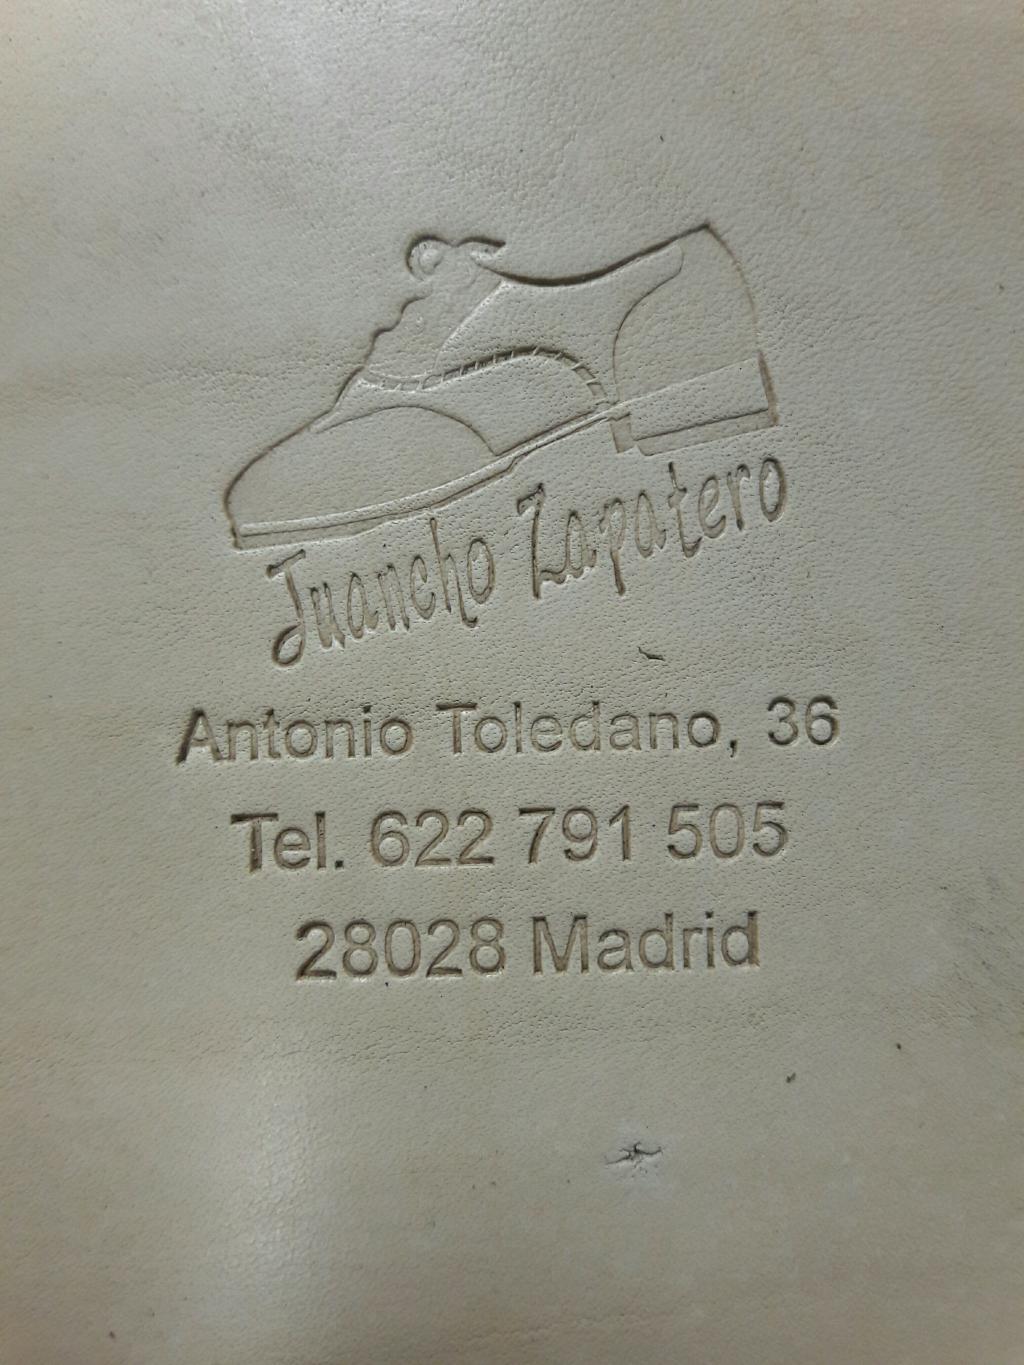 Juancho Zapatero
Antonio Toledano, 36
Tel. 622 791 505
28028 Madrid